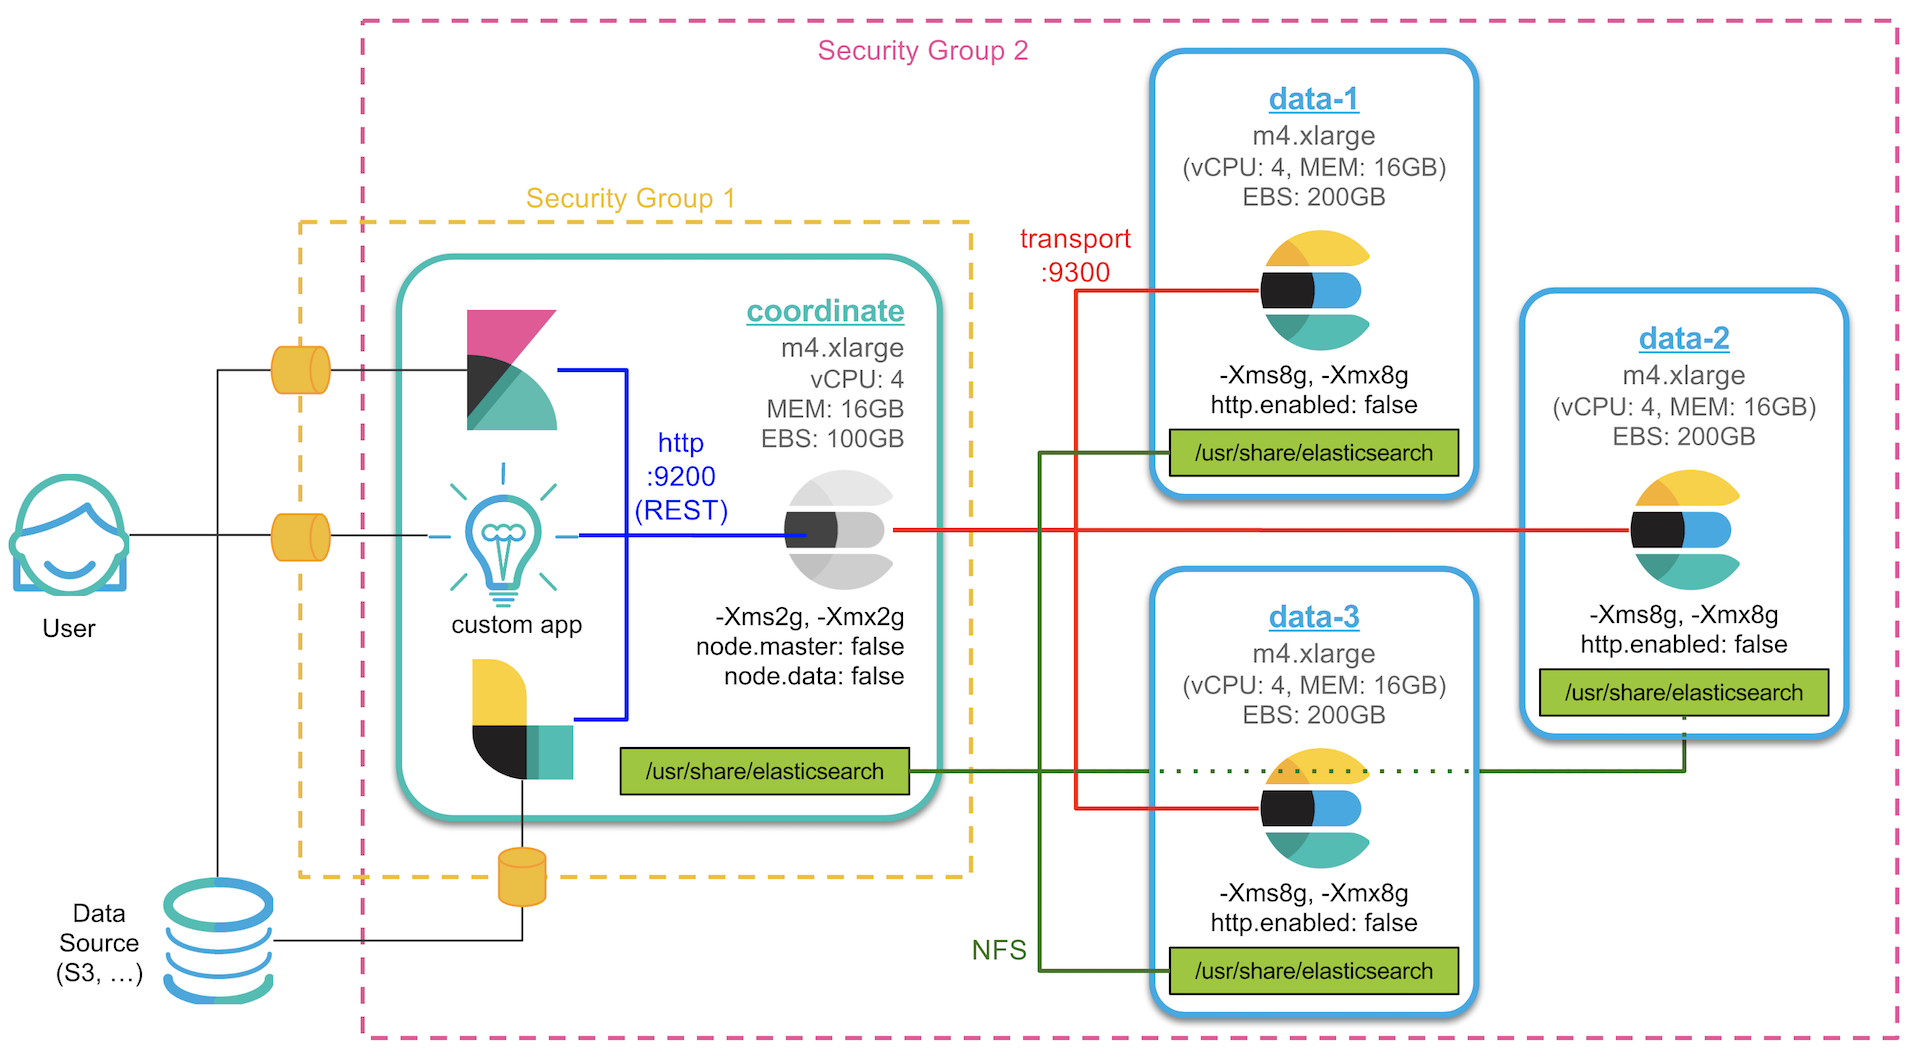 Security Group 2
Security Group 1
User
Data
Source
(S3, …)
coordinate
m4.xlarge
vCPU: 4
MEM: 16GB
EBS: 100GB
http
:9200
(REST)
custom app
-Xms2g, -Xmx2g
node.master: false
node.data: false
/usr/share/elasticsearch
transport
:9300
NFS
data-1
m4.xlarge
(vCPU: 4, MEM: 16GB)
EBS: 200GB
-Xms8g, -Xmx8g
http.enabled: false
/usr/share/elasticsearch
data-2
m4.xlarge
(vCPU: 4, MEM: 16GB)
EBS: 200GB
-Xms8g, -Xmx8g
http.enabled: false
/usr/share/elasticsearch
data-3
m4.xlarge
(vCPU: 4, MEM: 16GB)
EBS: 200GB
-Xms8g, -Xmx8g
http.enabled: false
/usr/share/elasticsearch